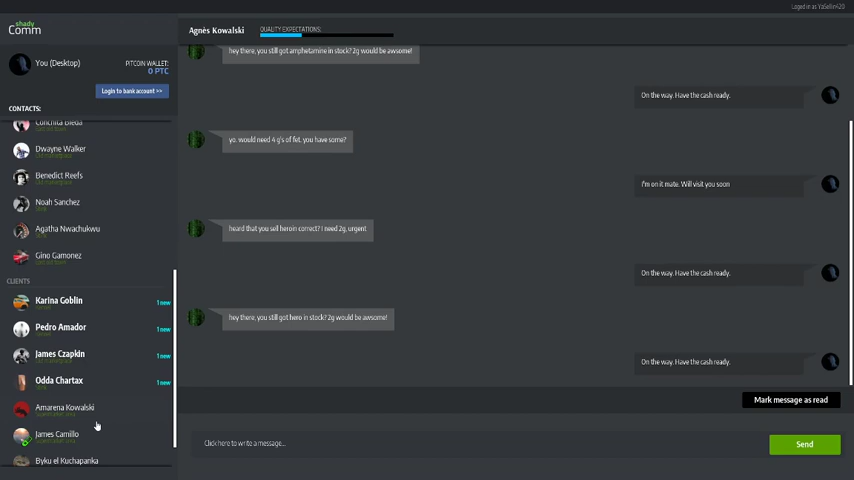 Logged in as YaSellin420
shady
Comm
You (Desktop)
PITCOIN WALLET:
0 PTC
Login to bank account >>
CONTACTS:
Conchita Bleda
Dwayne Walker
Benedict Reefs
Noah Sanchez
Agatha Nwachukwu
Gino Gamonez
CLIENTS
Karina Goblin
1 new
Pedro Amador
1 new
James Czapkin
1 new
Odda Chartax
1 new
Amarena Kowalski
James Camillo
Byku el Kuchapanka
Agnès Kowalski
QUALITY EXPECTATIONS:
hey there, you still got amphetamine in stock? 2g would be awsome!
On the way. Have the cash ready.
yo. would need 4 g's of fet. you have some?
I'm on it mate. Will visit you soon
heard that you sell heroin correct? I need 2g, urgent
On the way. Have the cash ready.
hey there, you still got hero in stock? 2g would be awsome!
On the way. Have the cash ready.
Mark message as read
Click here to write a message...
Send